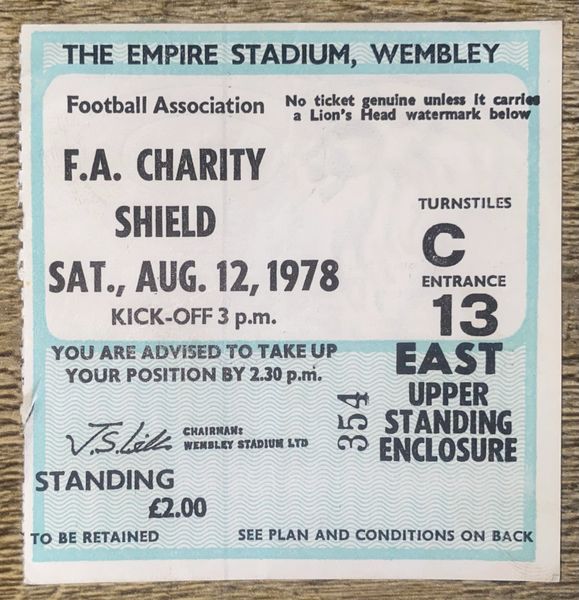 THE EMPIRE STADIUM, WEMBLEY
Football Association
No ticket genuine unless it carries
a Lion's Head watermark below
F.A. CHARITY
SHIELD
SAT., AUG. 12, 1978
KICK-OFF 3 p.m.
TURNSTILES
C
ENTRANCE
13
YOU ARE ADVISED TO TAKE UP
YOUR POSITION BY 2.30 p.m.
EAST
UPPER
STANDING
ENCLOSURE
354
CHAIRMAN:
WEMBLEY STADIUM LTD
STANDING
£2.00
TO BE RETAINED
SEE PLAN AND CONDITIONS ON BACK